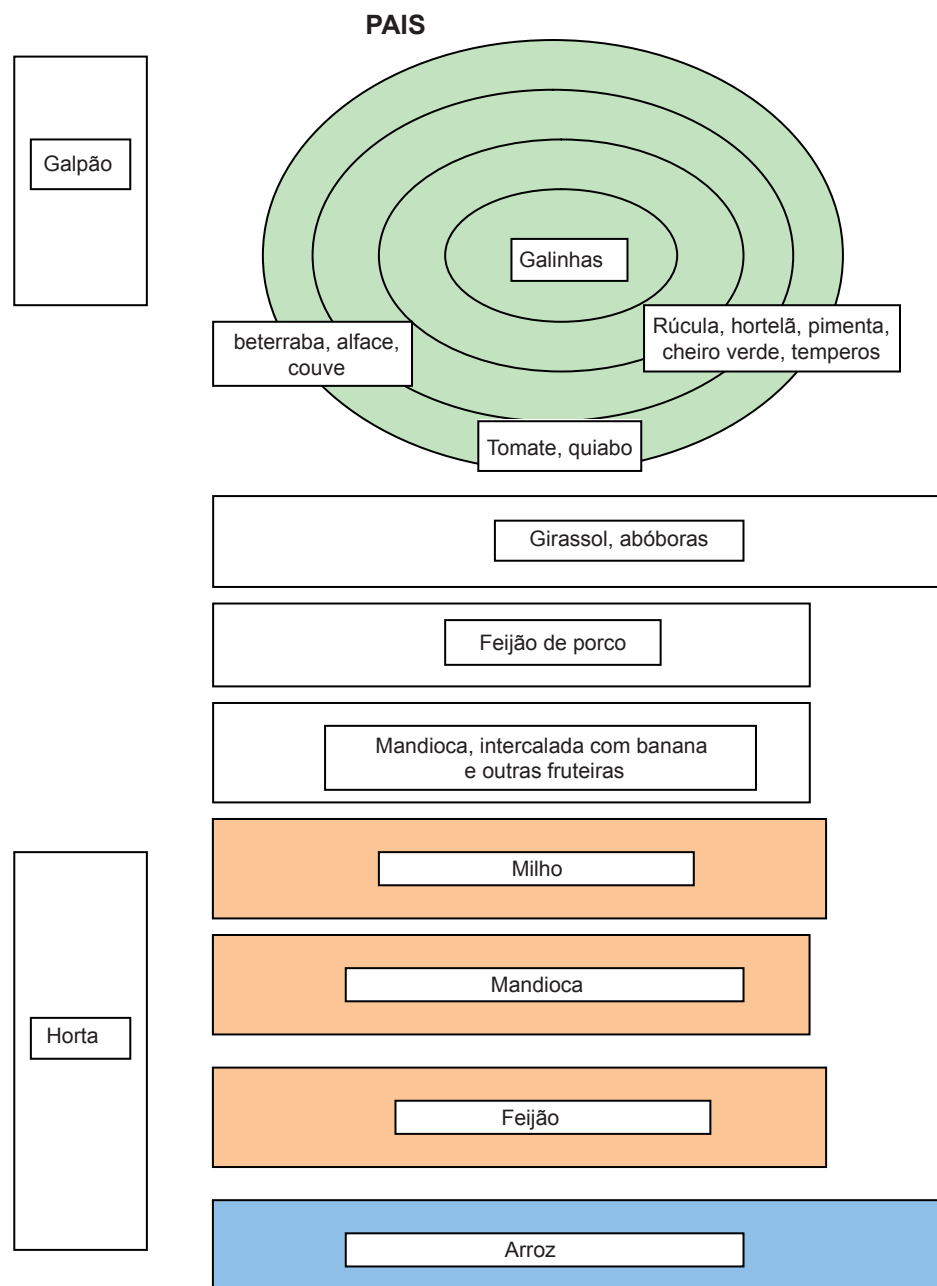 PAIS
Galpão
Galinhas
beterraba, alface,
couve
Rúcula, hortelã, pimenta,
cheiro verde, temperos
Tomate, quiabo
Girassol, abóboras
Feijão de porco
Mandioca, intercalada com banana
e outras fruteiras
Milho
Mandioca
Horta
Feijão
Arroz